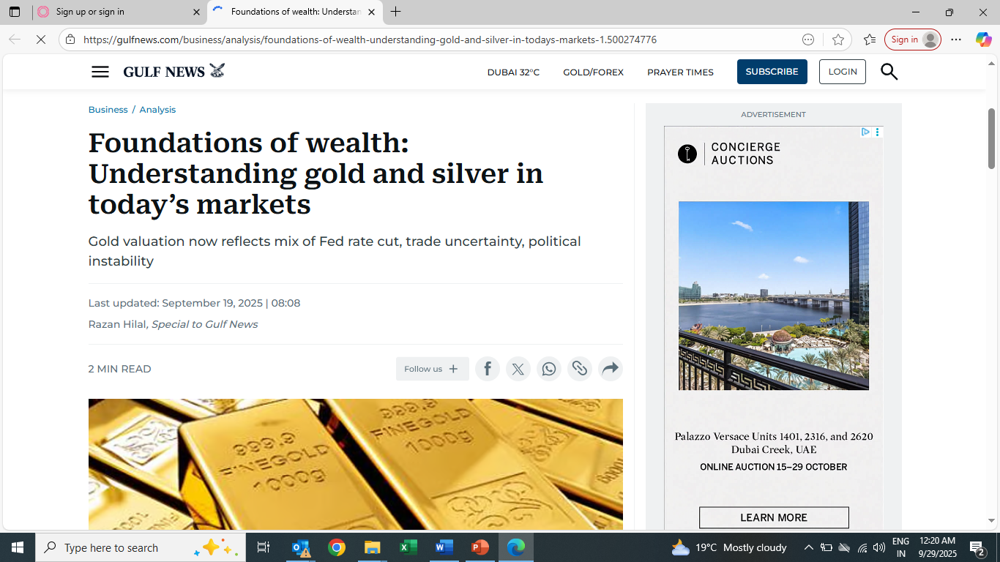 Sign up or sign in
Foundations of wealth: Understan
https://gulfnews.com/business/analysis/foundations-of-wealth-understanding-gold-and-silver-in-todays-markets-1.500274776
Sign in
GULF NEWS
DUBAI 32°C
GOLD/FOREX
PRAYER TIMES
SUBSCRIBE
LOGIN
Business / Analysis
Foundations of wealth:
Understanding gold and silver in
today’s markets
Gold valuation now reflects mix of Fed rate cut, trade uncertainty, political
instability
Last updated: September 19, 2025 | 08:08
Razan Hilal, Special to Gulf News
2 MIN READ
Follow us +
999.9
FINEGOLD
1000g
999.9
FINEGOLD
1000g
ADVERTISEMENT
CONCIERGE
AUCTIONS
Palazzo Versace Units 1401, 2316, and 2620
Dubai Creek, UAE
ONLINE AUCTION 15–29 OCTOBER
LEARN MORE
Type here to search
19°C Mostly cloudy
ENG
IN
12:20 AM
9/29/2025
2